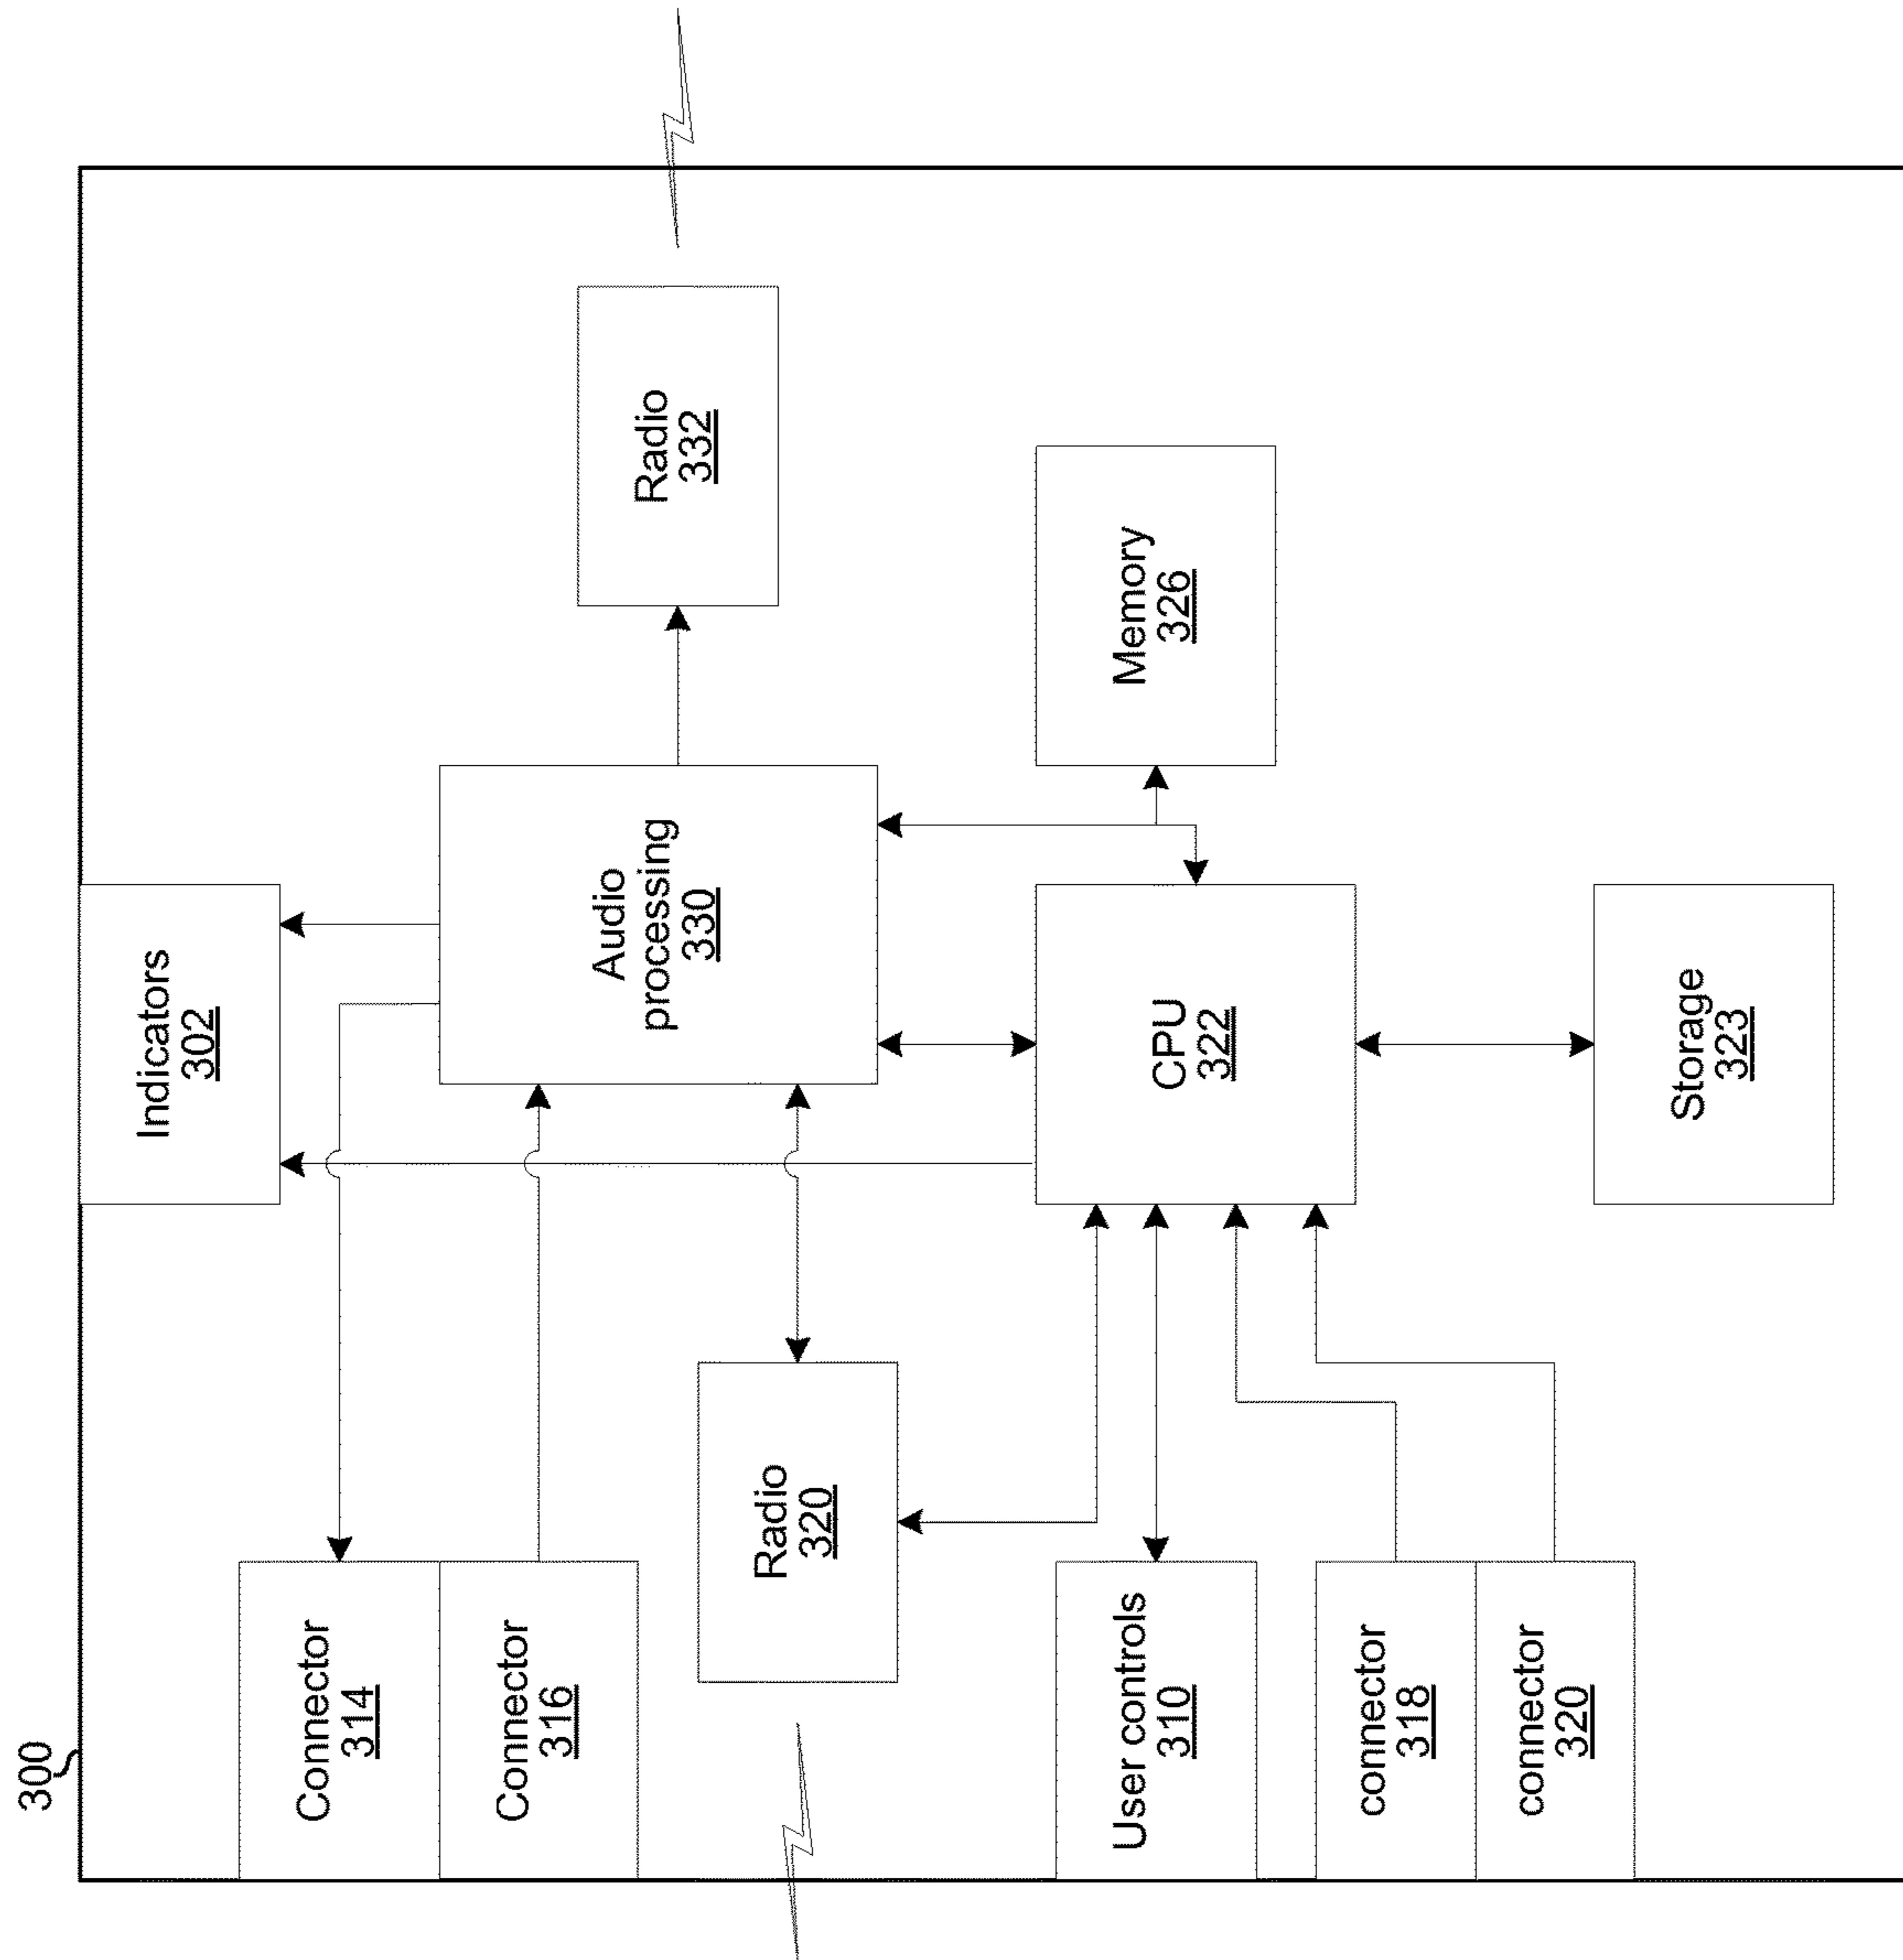 300
Indicators
302
Connector
314
Connector
316
Audio
processing
330
Radio
332
Radio
320
User controls
310
CPU
322
Memory
326
connector
318
connector
320
Storage
323